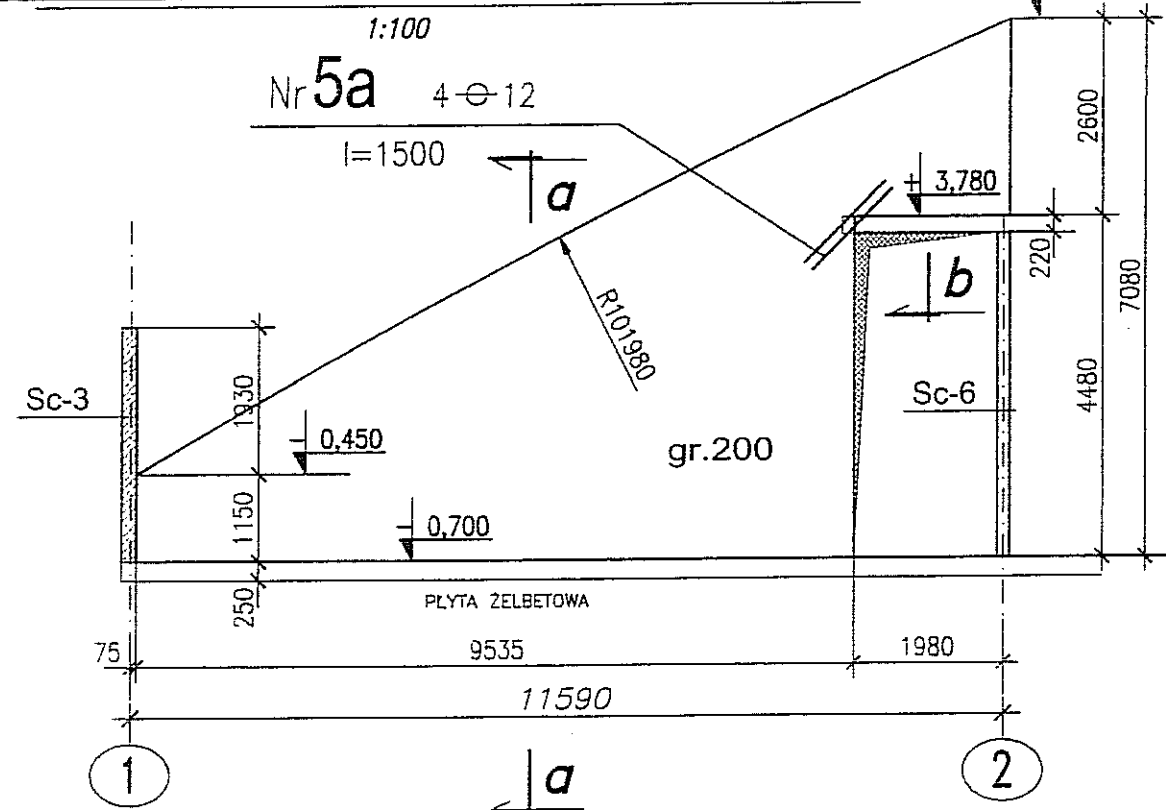 1:100
Nr 5a 4 ⌀ 12
l=1500
a
+ 3,780
2600
220
7080
b
R101980
Sc-3
1930
- 0,450
Sc-6
4480
gr.200
1150
- 0,700
250
PŁYTA ŻELBETOWA
75
9535
1980
11590
1
a
2